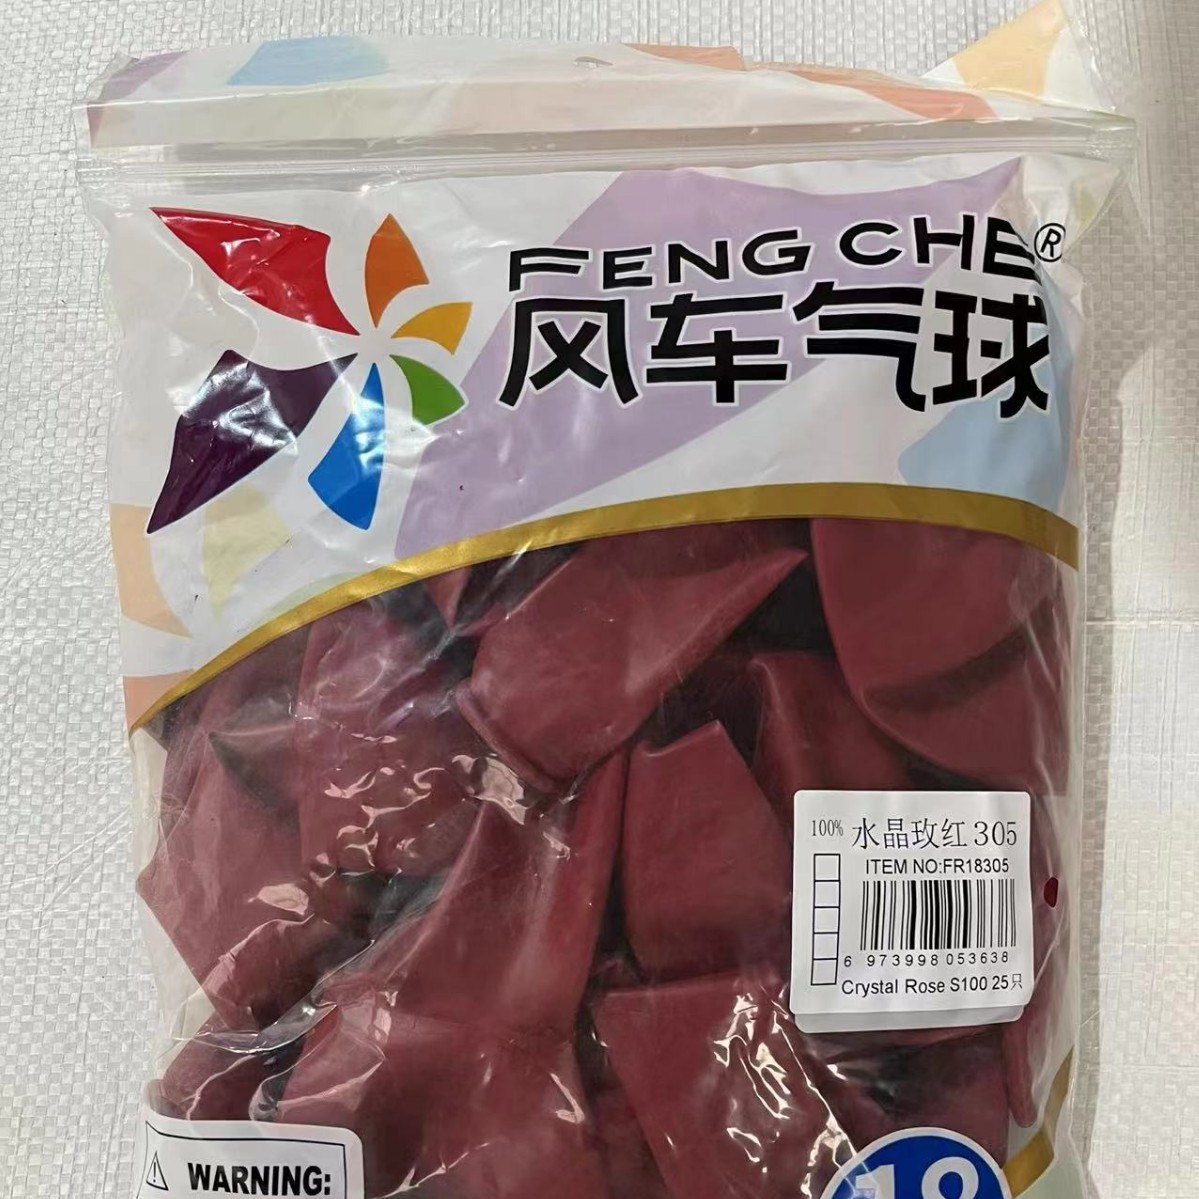 FENG CHE®
风车气球
100% 水晶玫红 305
ITEM NO:FR18305
6 973998 053638
Crystal Rose S100 25只
WARNING: